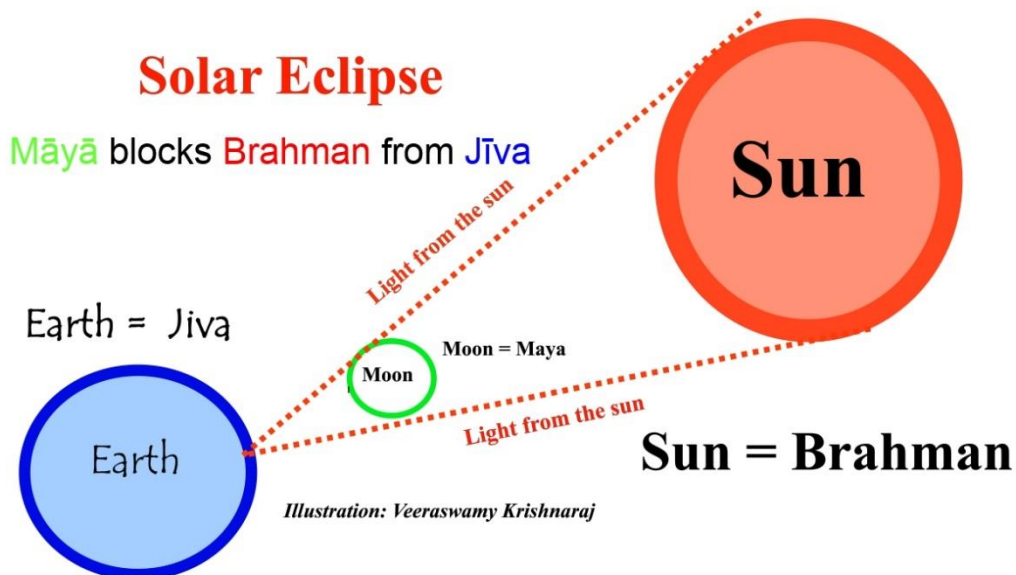 Solar Eclipse
Māyā blocks Brahman from Jīva
Sun
Light from the sun
Earth = Jiva
Moon = Maya
Moon
Light from the sun
Earth
Sun = Brahman
Illustration: Veeraswamy Krishnaraj